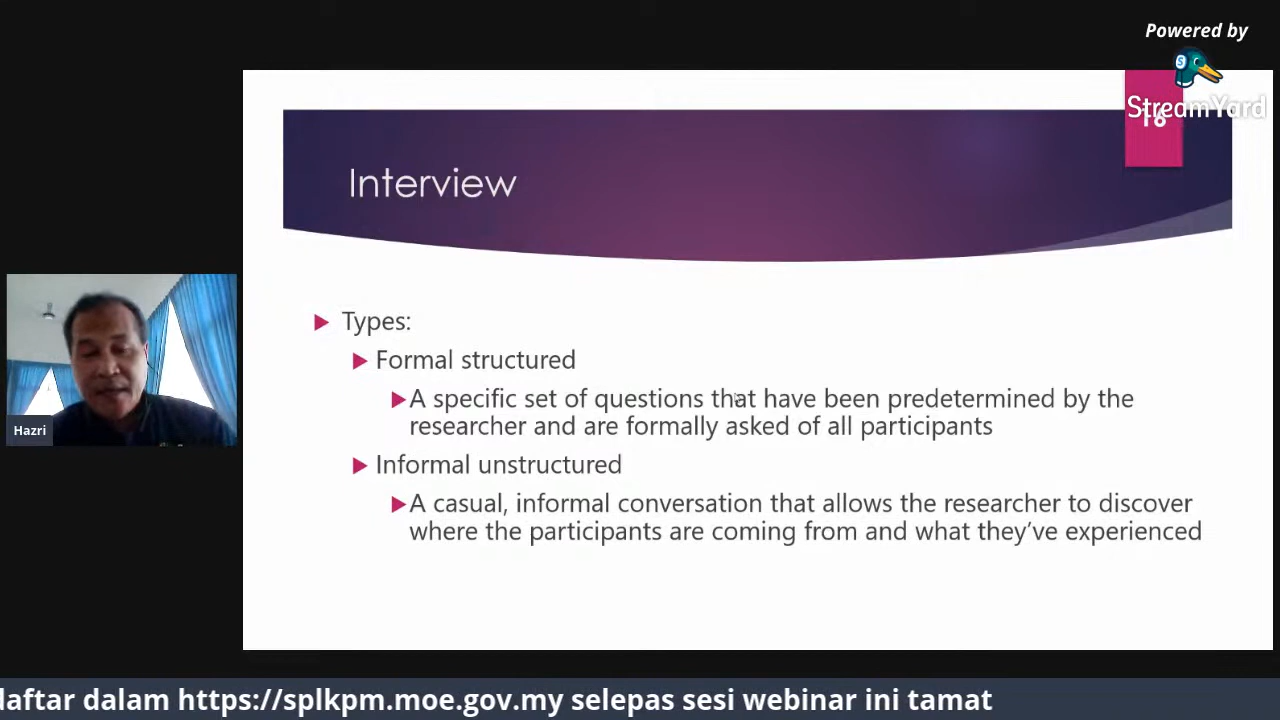 Powered by
StreamYard
16
Interview
Types:
Formal structured
A specific set of questions that have been predetermined by the
researcher and are formally asked of all participants
Informal unstructured
A casual, informal conversation that allows the researcher to discover
where the participants are coming from and what they’ve experienced
Hazri
daftar dalam https://splkpm.moe.gov.my selepas sesi webinar ini tamat